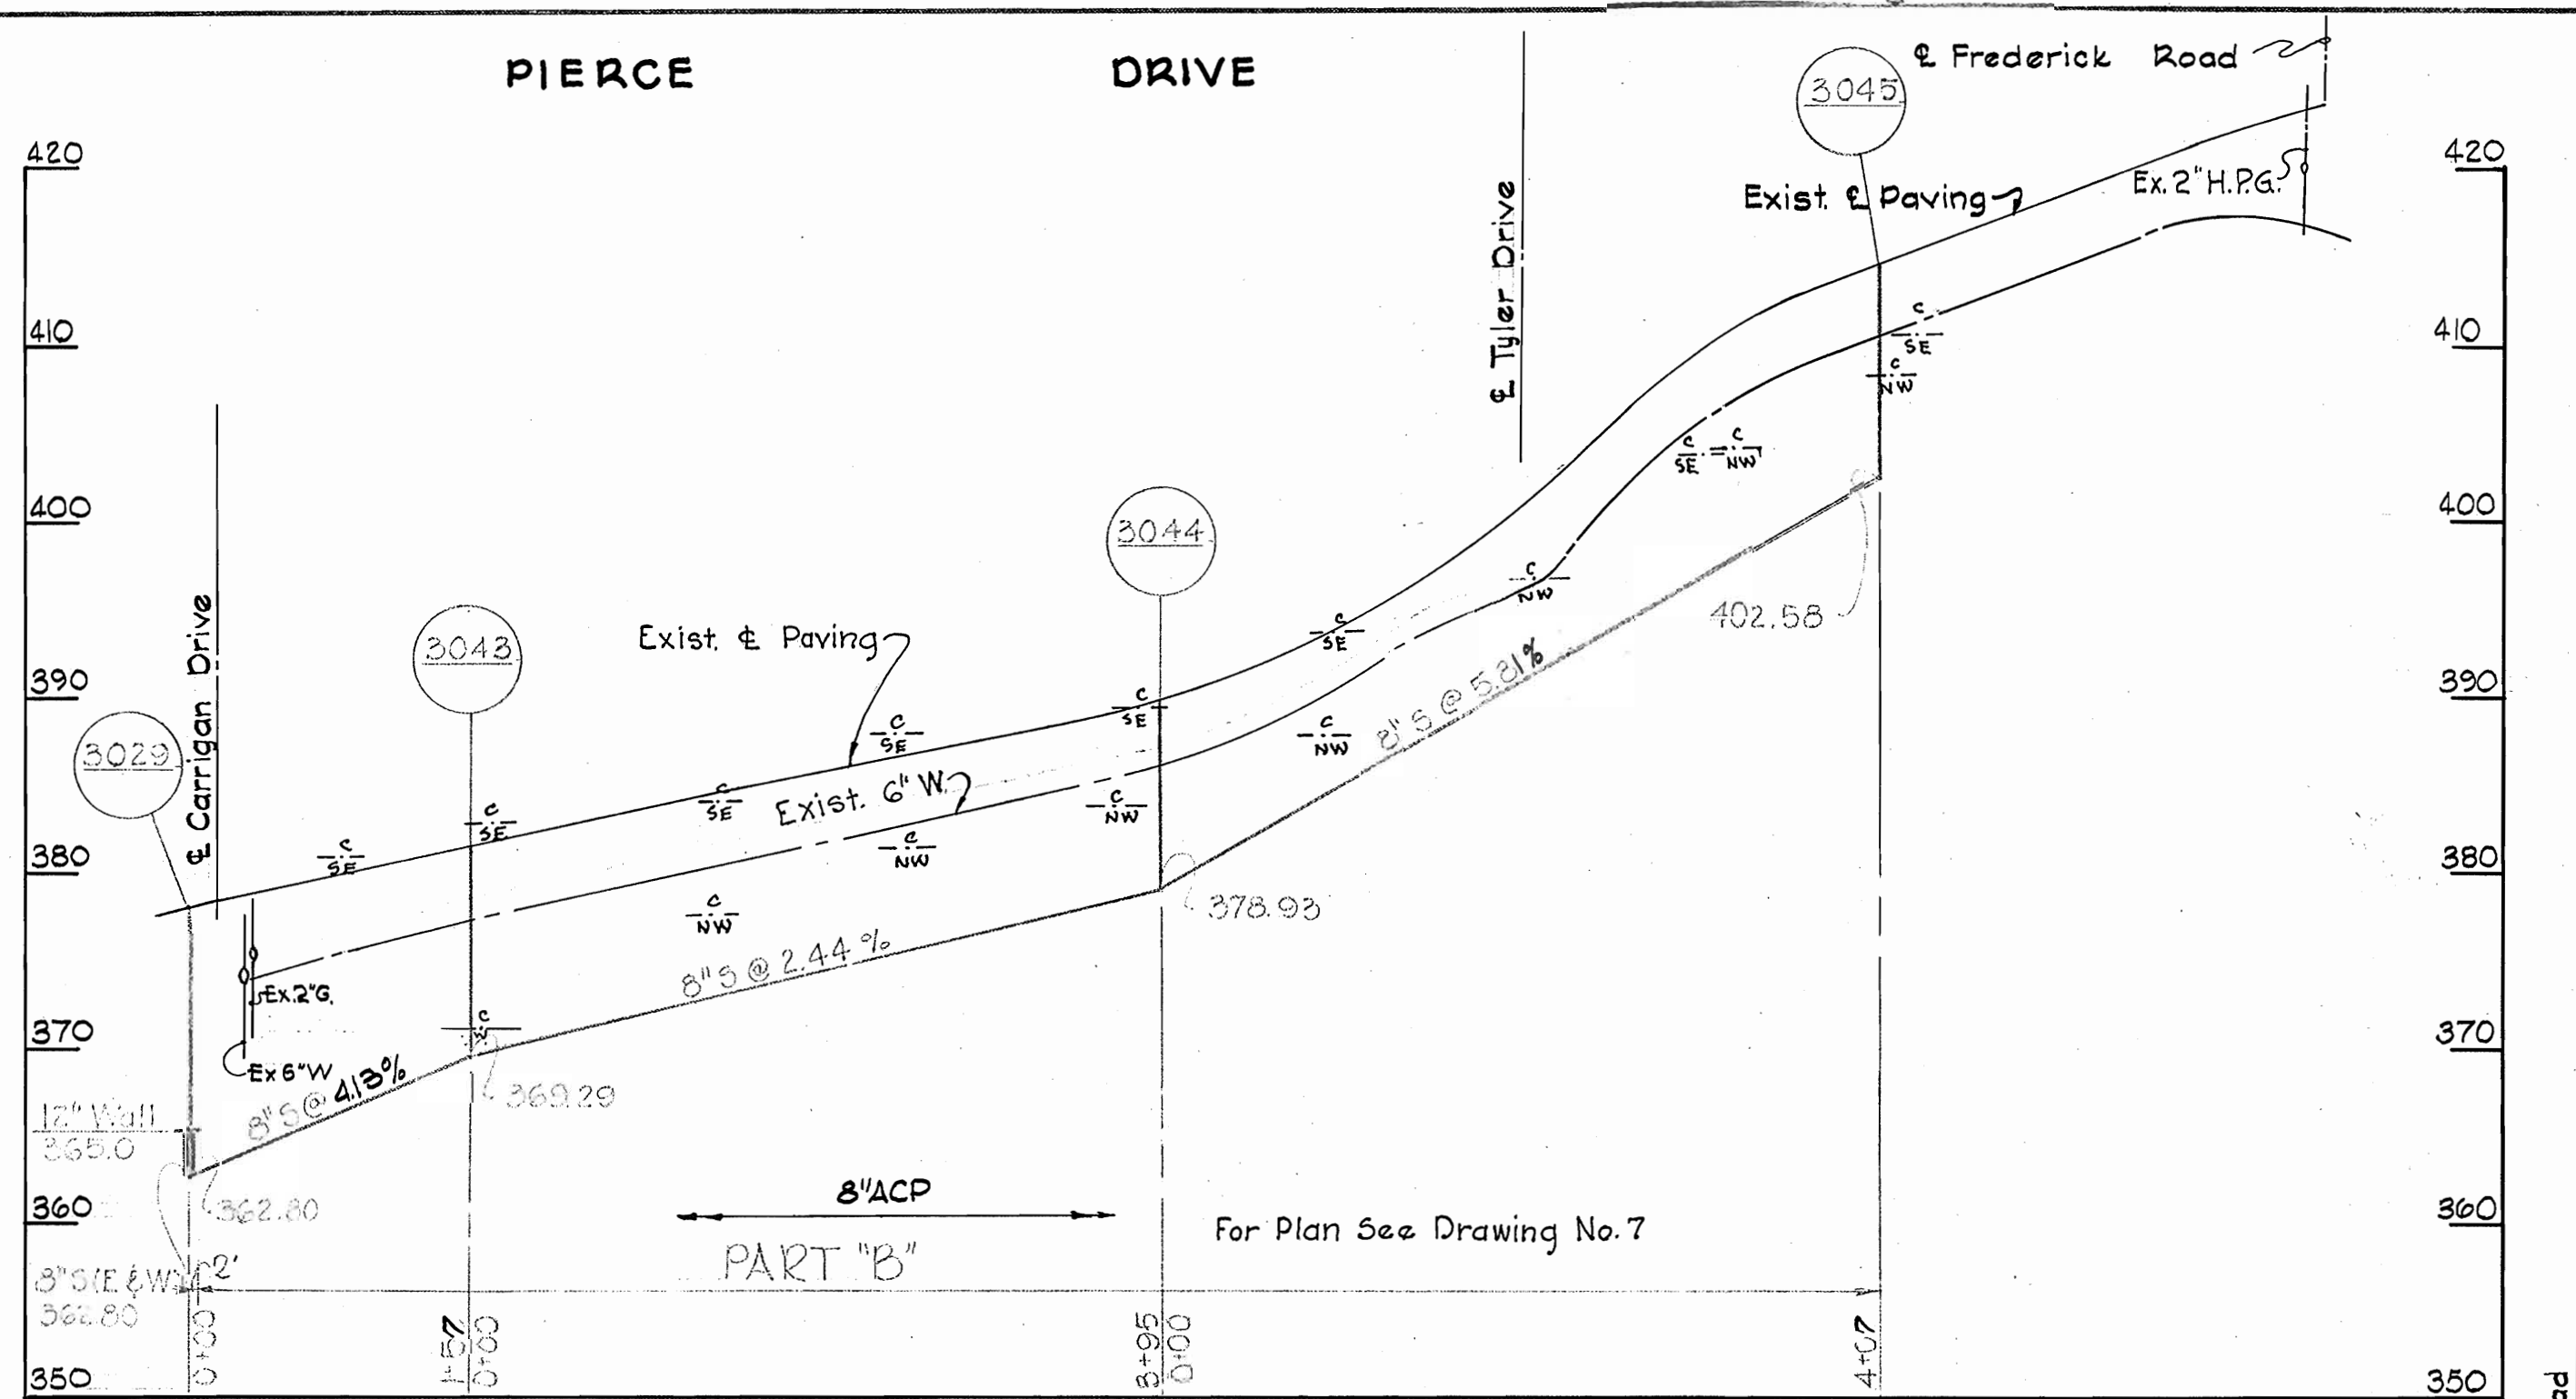 PIERCE DRIVE
℄ Frederick Road
3045
420
420
Ex. 2" H.P.G.
Exist. ℄ Paving
℄ Tyler Drive
410
410
C
SE
C
NW
C
SE
=
C
NW
400
400
3044
C
NW
402.58
℄ Carrigan Drive
3043
Exist. ℄ Paving
C
SE
390
390
8" S @ 5.81%
3029
C
SE
C
SE
C
NW
C
SE
Exist. 6" W.
C
NW
C
SE
C
SE
C
NW
380
380
378.93
C
NW
8" S @ 2.44 %
Ex. 2" G.
370
370
C
W
Ex 6" W
8" S @ 4.13%
369.29
12" Wall
365.0
362.80
360
360
8" ACP
For Plan See Drawing No. 7
PART "B"
8" S (E & W)
2'
362.80
0+00
1+57
0+00
3+95
0+00
4+07
350
350